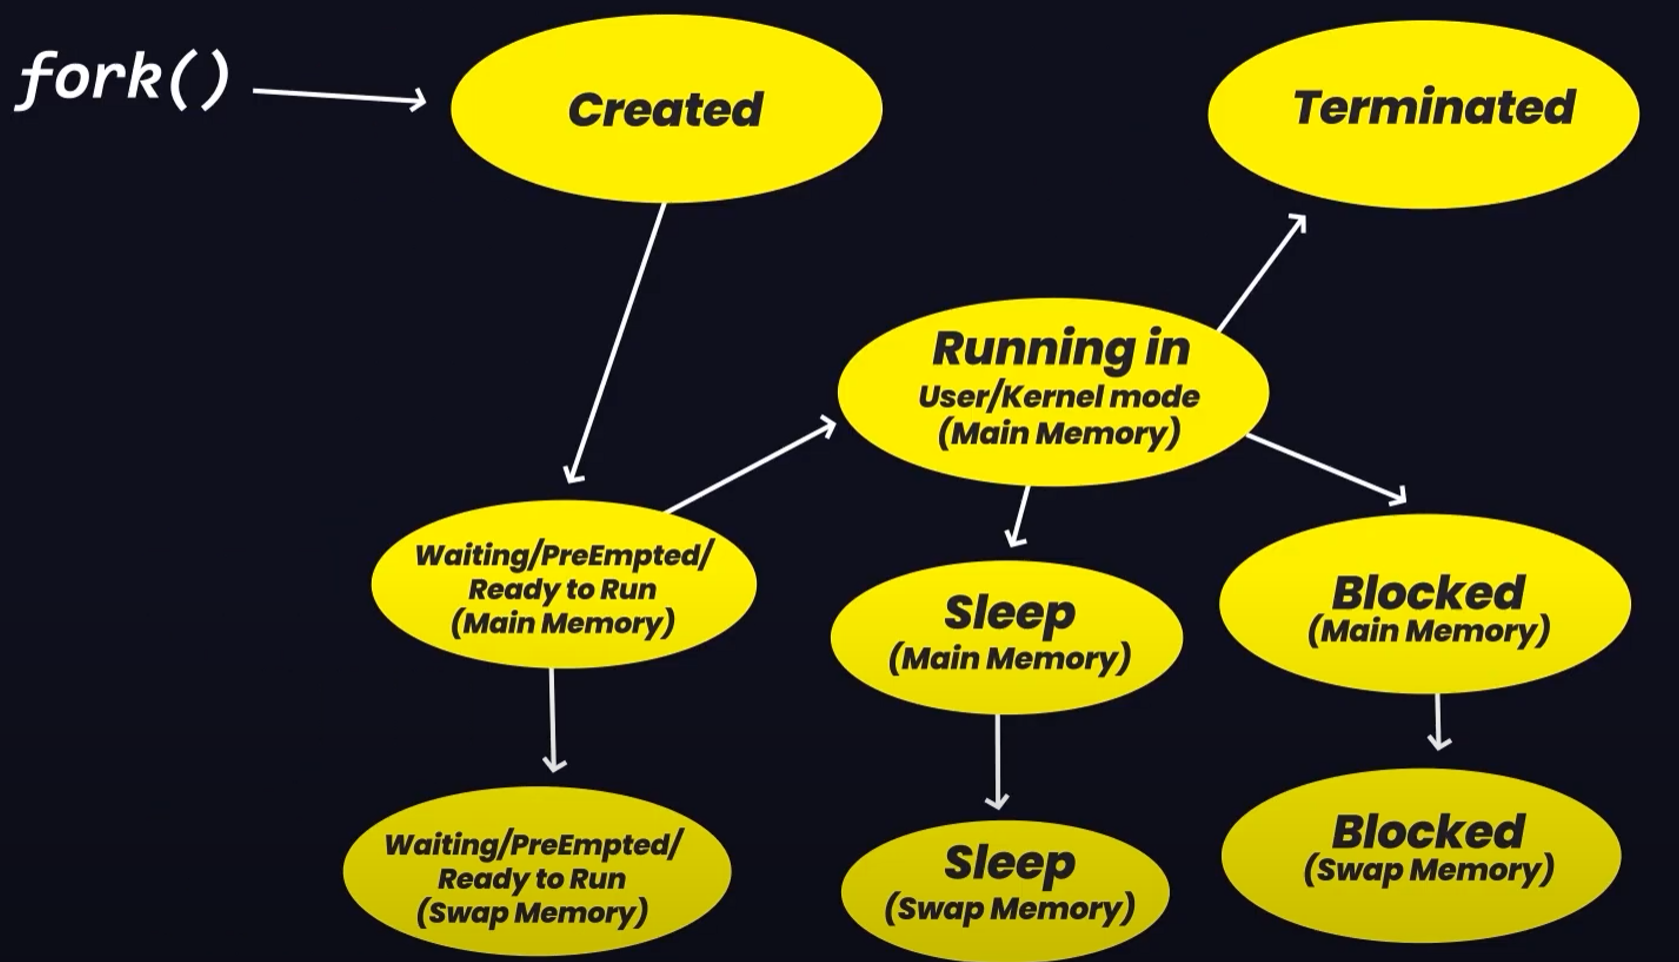 fork()
Created
Terminated
Running in
User/Kernel mode
(Main Memory)
Waiting/PreEmpted/
Ready to Run
(Main Memory)
Sleep
(Main Memory)
Blocked
(Main Memory)
Waiting/PreEmpted/
Ready to Run
(Swap Memory)
Sleep
(Swap Memory)
Blocked
(Swap Memory)